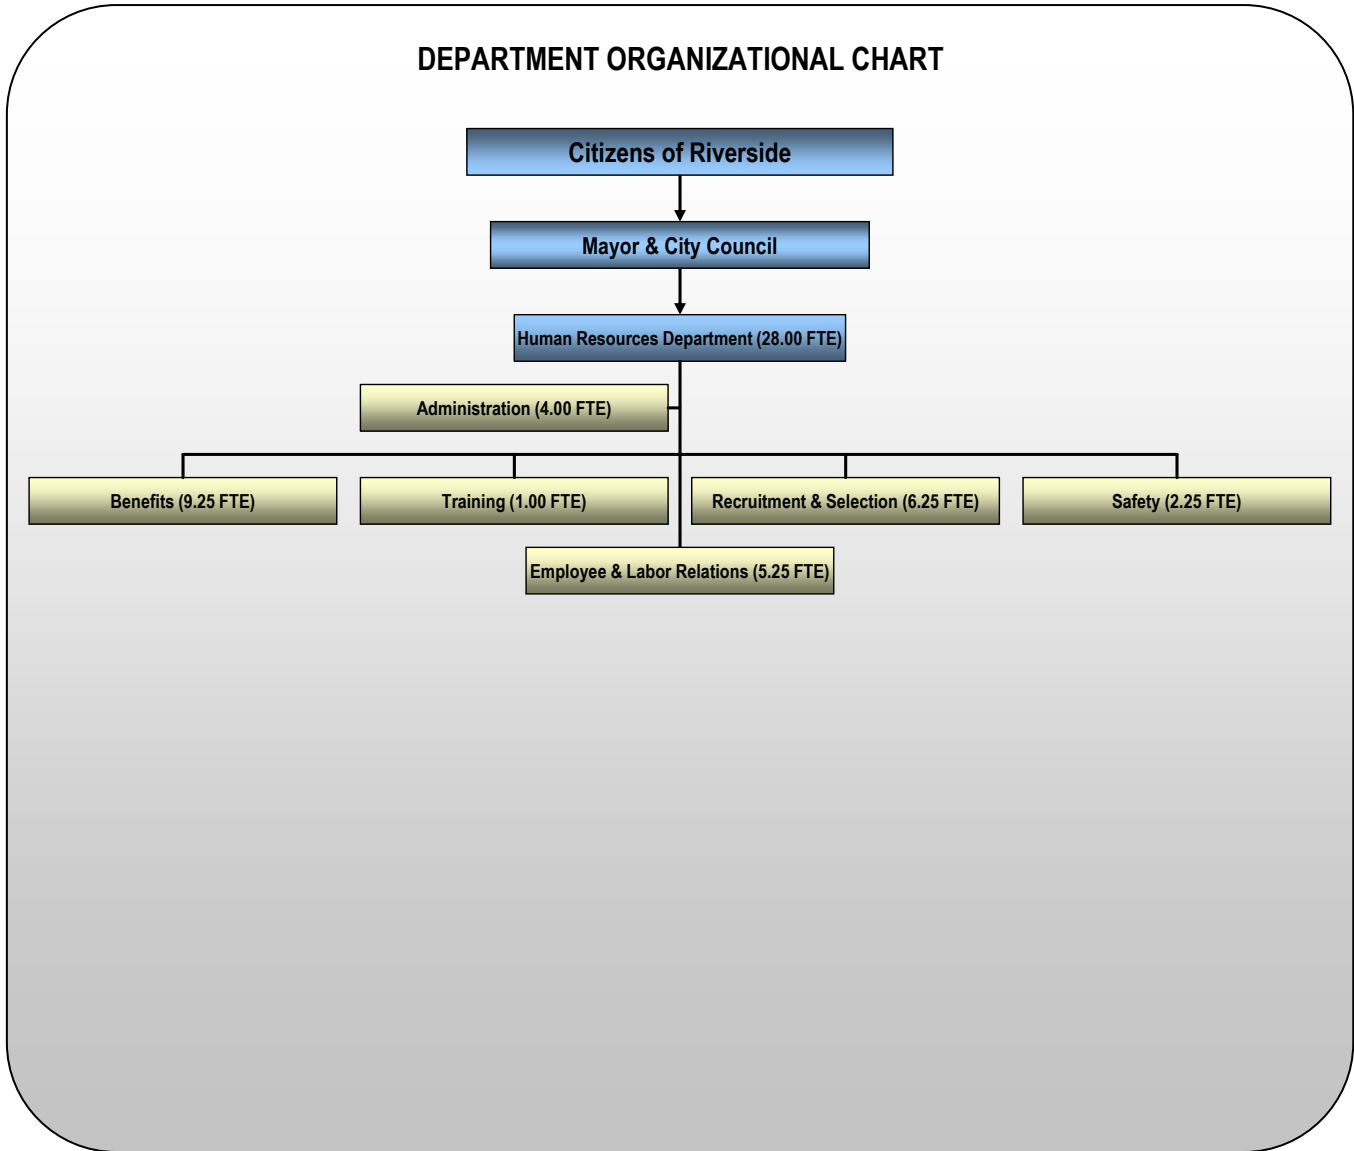 DEPARTMENT ORGANIZATIONAL CHART
Citizens of Riverside
Mayor & City Council
Human Resources Department (28.00 FTE)
Administration (4.00 FTE)
Benefits (9.25 FTE)
Training (1.00 FTE)
Recruitment & Selection (6.25 FTE)
Safety (2.25 FTE)
Employee & Labor Relations (5.25 FTE)